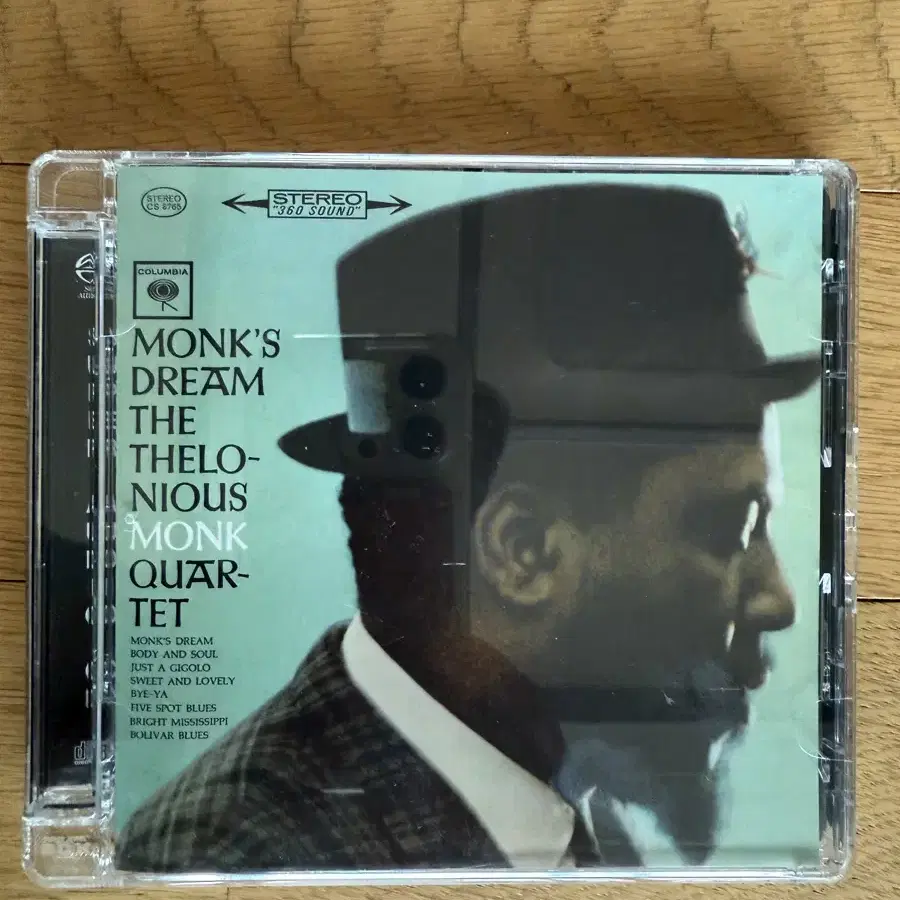 STEREO
CS 8765
STEREO
"360 SOUND"
COLUMBIA
MONK'S
DREAM
THE
THELO-
NIOUS
MONK
QUAR-
TET
MONK'S DREAM
BODY AND SOUL
JUST A GIGOLO
SWEET AND LOVELY
BYE-YA
FIVE SPOT BLUES
BRIGHT MISSISSIPPI
BOLIVAR BLUES